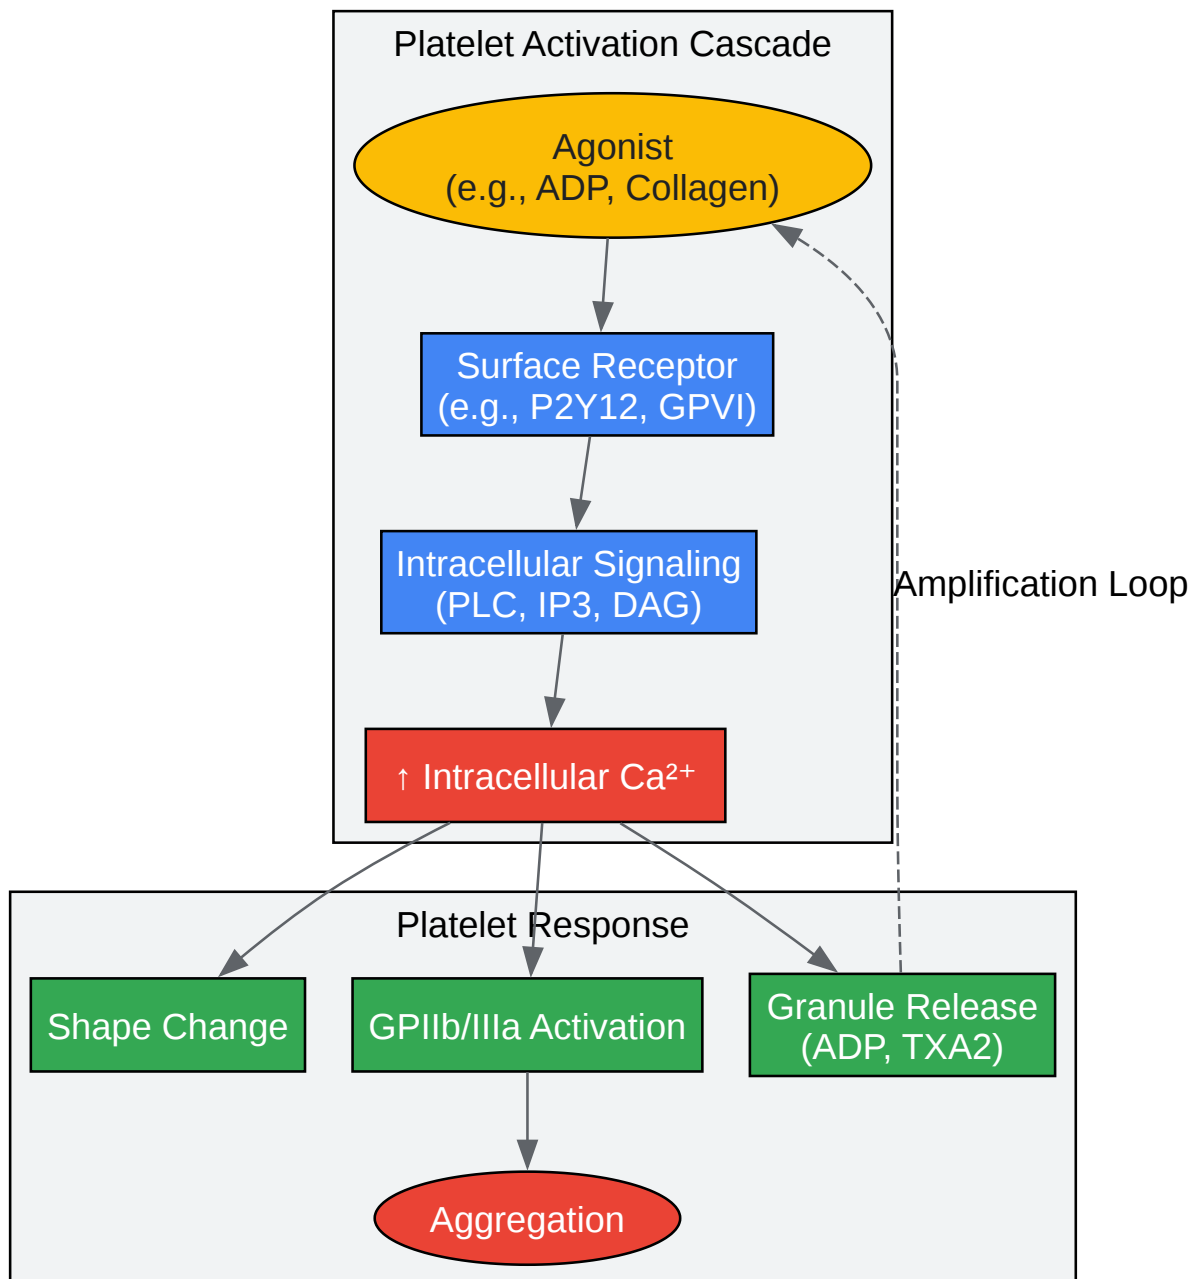 Platelet Activation Cascade
Agonist
(e.g., ADP, Collagen)
Surface Receptor
(e.g., P2Y12, GPVI)
Intracellular Signaling
(PLC, IP3, DAG)
Amplification Loop
↑ Intracellular Ca²⁺
Platelet Response
Shape Change
GPIIb/IIIa Activation
Granule Release
(ADP, TXA2)
Aggregation